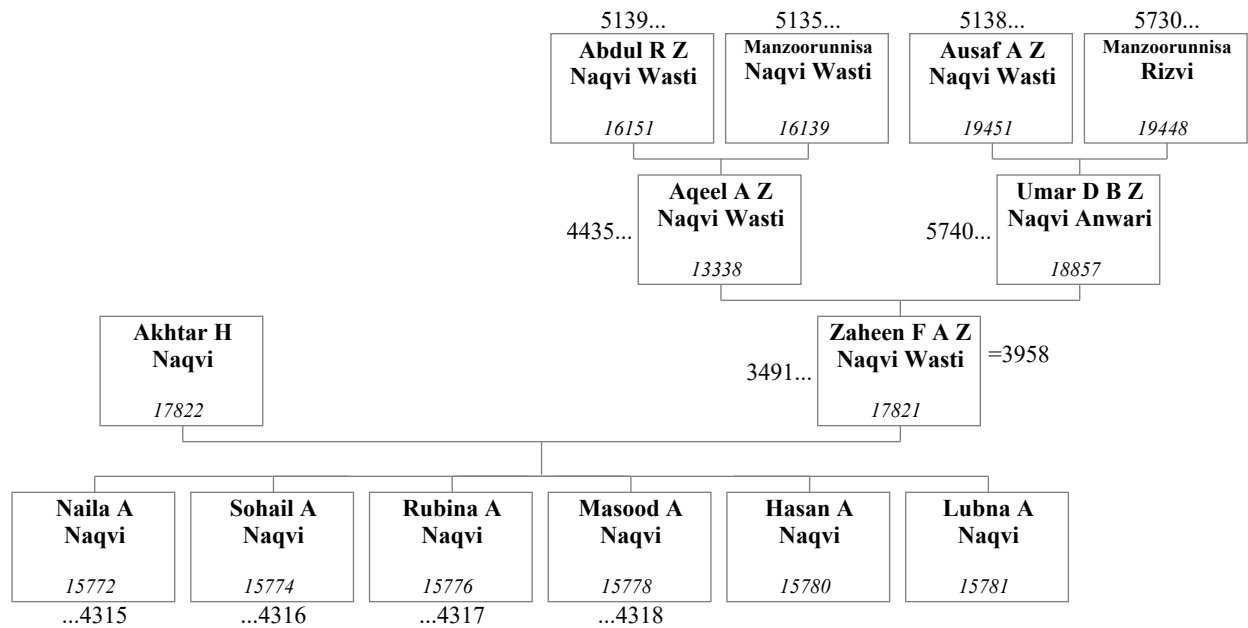 5139... 5135... 5138... 5730...
Abdul R Z
Naqvi Wasti
16151
Manzoorunnisa
Naqvi Wasti
16139
Ausaf A Z
Naqvi Wasti
19451
Manzoorunnisa
Rizvi
19448
4435...
Aqeel A Z
Naqvi Wasti
13338
5740...
Umar D B Z
Naqvi Anwari
18857
Akhtar H
Naqvi
17822
3491...
Zaheen F A Z
Naqvi Wasti
17821
=3958
Naila A
Naqvi
15772
...4315
Sohail A
Naqvi
15774
...4316
Rubina A
Naqvi
15776
...4317
Masood A
Naqvi
15778
...4318
Hasan A
Naqvi
15780
Lubna A
Naqvi
15781